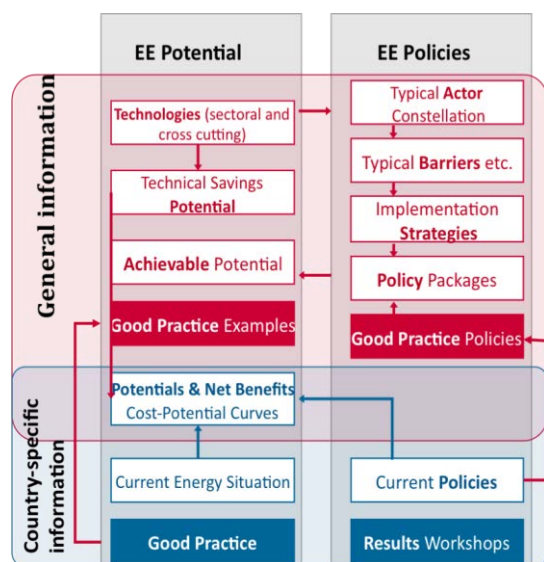 EE Potential
EE Policies
General information
Technologies (sectoral and
cross cutting)
Technical Savings
Potential
Achievable Potential
Good Practice Examples
Typical Actor
Constellation
Typical Barriers etc.
Implementation
Strategies
Policy Packages
Good Practice Policies
Country-specific
information
Potentials & Net Benefits
Cost-Potential Curves
Current Energy Situation
Good Practice
Current Policies
Results Workshops